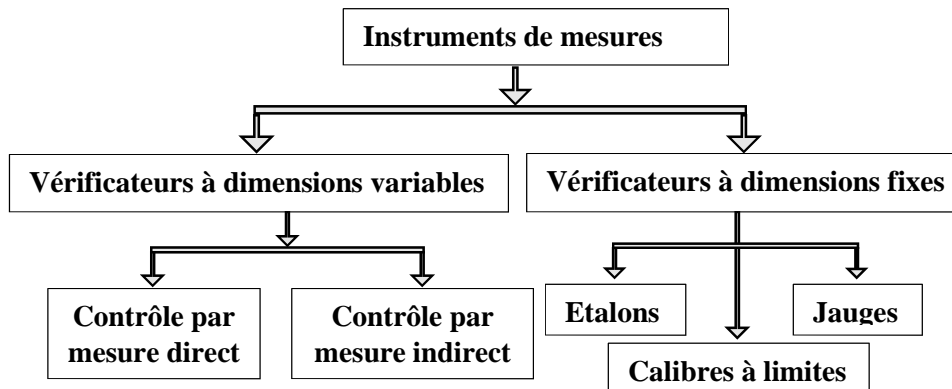 Instruments de mesures
Vérificateurs à dimensions variables
Vérificateurs à dimensions fixes
Contrôle par
mesure direct
Contrôle par
mesure indirect
Etalons
Jauges
Calibres à limites